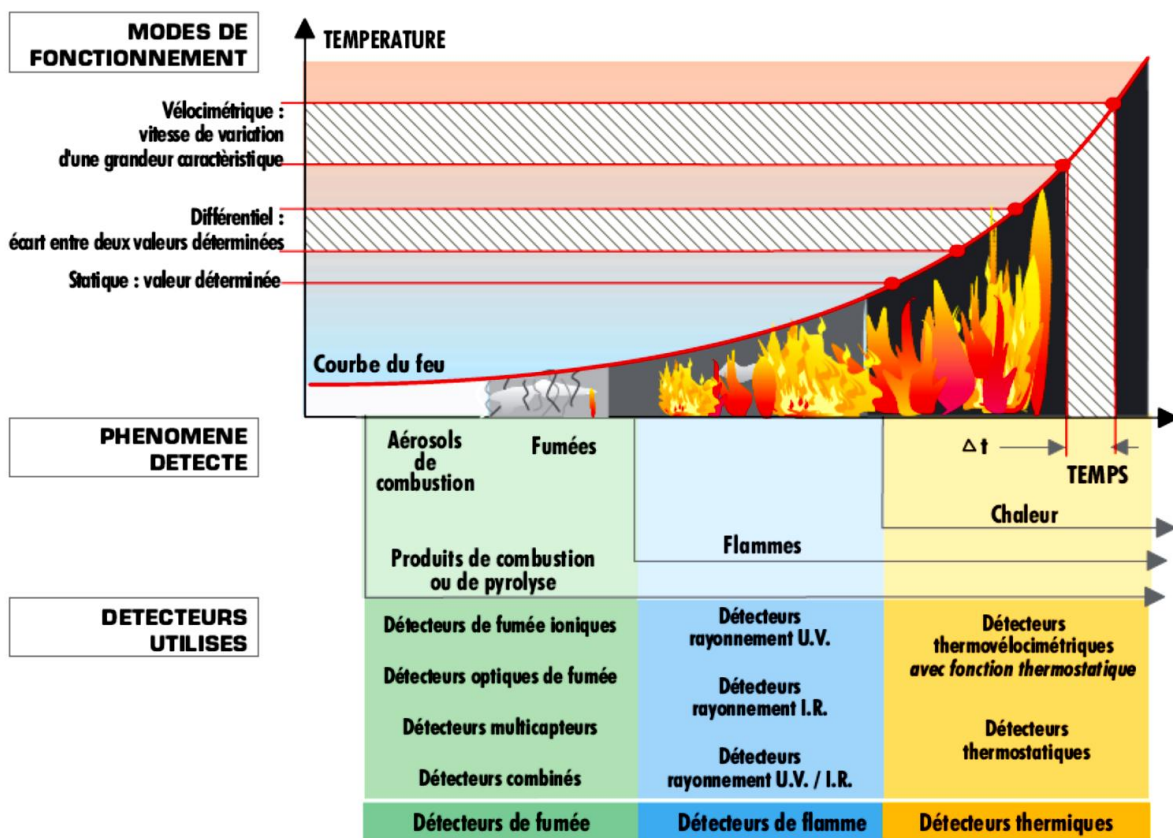 MODES DE
FONCTIONNEMENT
TEMPERATURE
Vélocimétrique :
vitesse de variation
d'une grandeur caractèristique
Différentiel :
écart entre deux valeurs déterminées
Statique : valeur déterminée
Courbe du feu
PHENOMENE
DETECTE
Aérosols
de
combustion
Fumées
Δ t
TEMPS
Chaleur
Flammes
Produits de combustion
ou de pyrolyse
DETECTEURS
UTILISES
Détecteurs de fumée ioniques
Détecteurs optiques de fumée
Détecteurs multicapteurs
Détecteurs combinés
Détecteurs
rayonnement U.V.
Détecteurs
rayonnement I.R.
Détecteurs
rayonnement U.V. / I.R.
Détecteurs
thermovélocimétriques
avec fonction thermostatique
Détecteurs
thermostatiques
Détecteurs de fumée
Détecteurs de flamme
Détecteurs thermiques